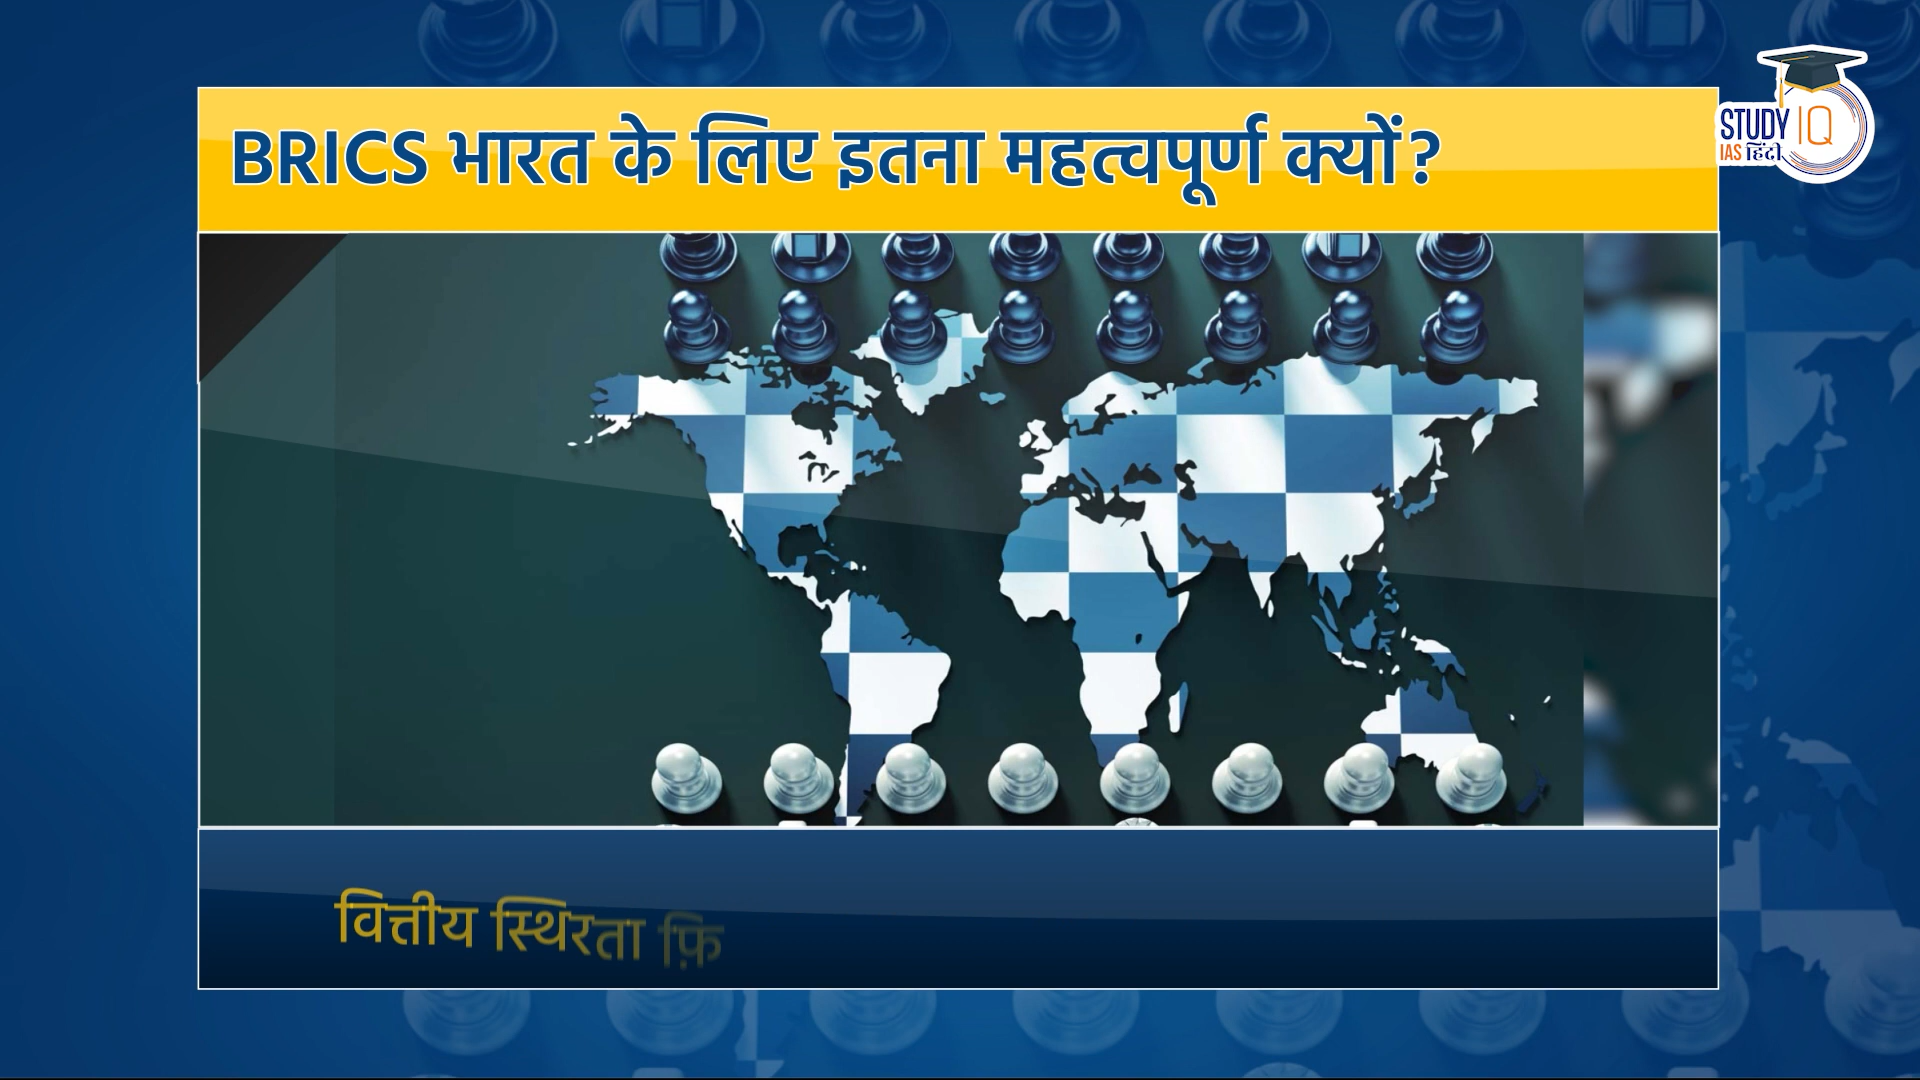 BRICS भारत के लिए इतना महत्वपूर्ण क्यों?
STUDY IQ
IAS हिंदी
वित्तीय स्थिरता फ़ि